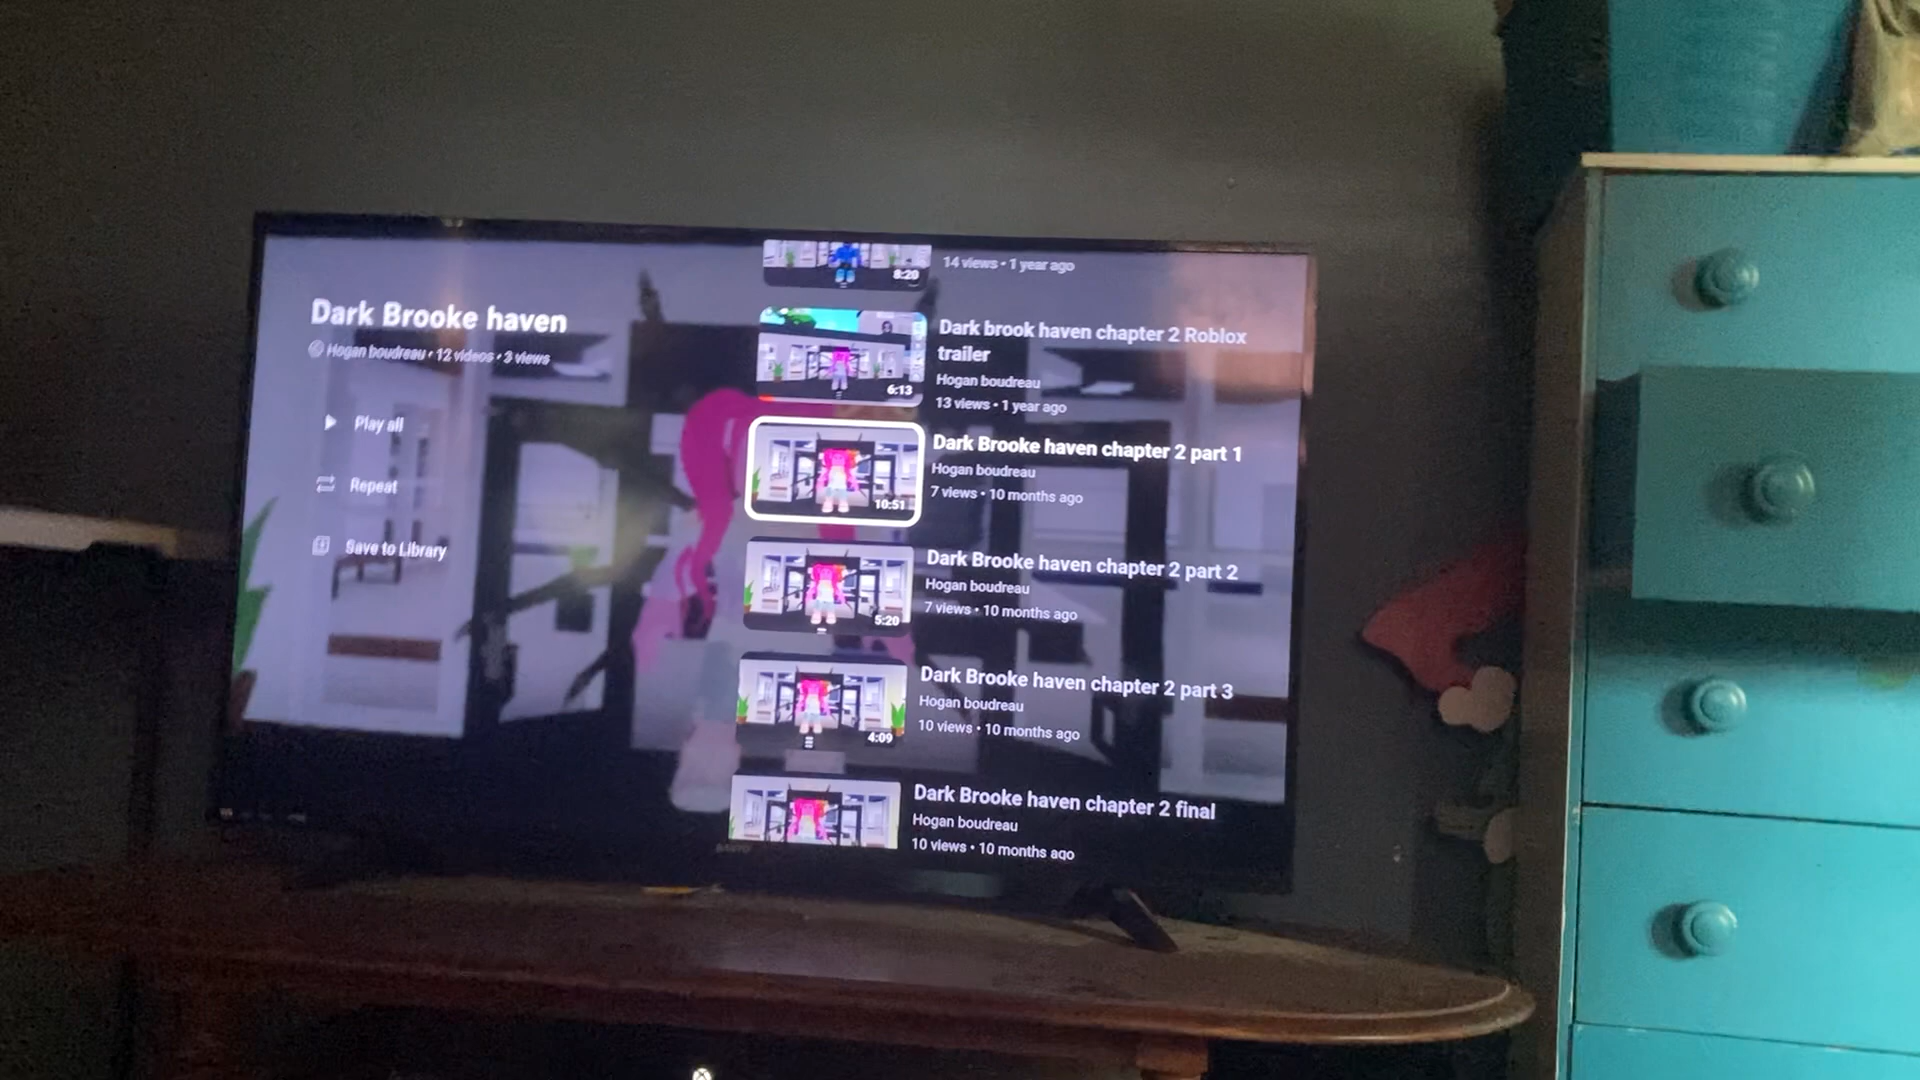 Dark Brooke haven
Hogan boudreau • 12 videos • 3 views
Play all
Repeat
Save to Library
8:20
14 views • 1 year ago
6:13
Dark brook haven chapter 2 Roblox
trailer
Hogan boudreau
13 views • 1 year ago
10:51
Dark Brooke haven chapter 2 part 1
Hogan boudreau
7 views • 10 months ago
5:20
Dark Brooke haven chapter 2 part 2
Hogan boudreau
7 views • 10 months ago
4:09
Dark Brooke haven chapter 2 part 3
Hogan boudreau
10 views • 10 months ago
Dark Brooke haven chapter 2 final
Hogan boudreau
10 views • 10 months ago